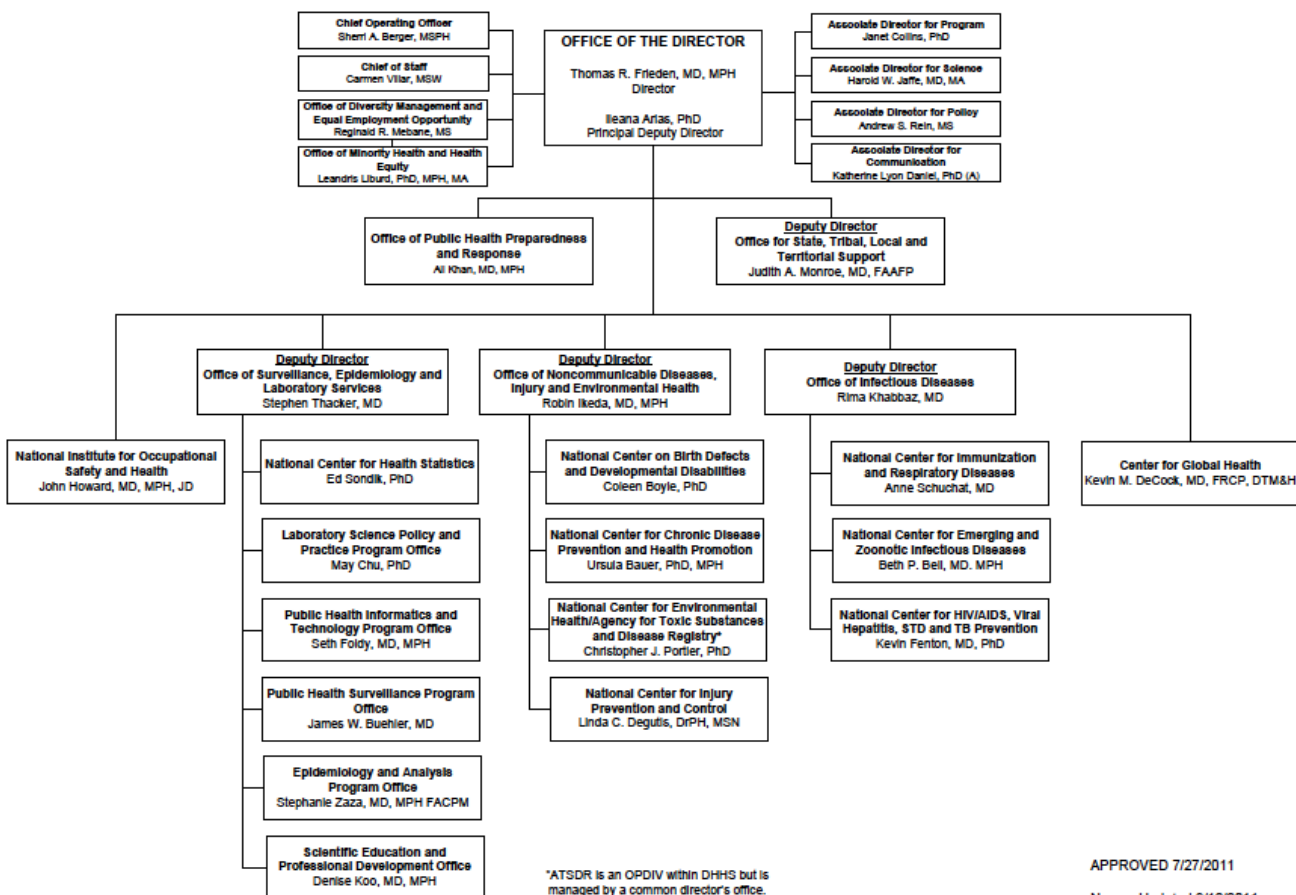 Chief Operating Officer
Sherri A. Berger, MSPH
Chief of Staff
Carmen Villar, MSW
Office of Diversity Management and
Equal Employment Opportunity
Reginald R. Mebane, MS
Office of Minority Health and Health
Equity
Leandris Liburd, PhD, MPH, MA
OFFICE OF THE DIRECTOR
Thomas R. Frieden, MD, MPH
Director
Ileana Arias, PhD
Principal Deputy Director
Associate Director for Program
Janet Collins, PhD
Associate Director for Science
Harold W. Jaffe, MD, MA
Associate Director for Policy
Andrew S. Rein, MS
Associate Director for
Communication
Katherine Lyon Daniel, PhD (A)
Office of Public Health Preparedness
and Response
Ali Khan, MD, MPH
Deputy Director
Office for State, Tribal, Local and
Territorial Support
Judith A. Monroe, MD, FAAFP
Deputy Director
Office of Surveillance, Epidemiology and
Laboratory Services
Stephen Thacker, MD
Deputy Director
Office of Noncommunicable Diseases,
Injury and Environmental Health
Robin Ikeda, MD, MPH
Deputy Director
Office of Infectious Diseases
Rima Khabbaz, MD
National Institute for Occupational
Safety and Health
John Howard, MD, MPH, JD
National Center for Health Statistics
Ed Sondik, PhD
Laboratory Science Policy and
Practice Program Office
May Chu, PhD
Public Health Informatics and
Technology Program Office
Seth Foldy, MD, MPH
Public Health Surveillance Program
Office
James W. Buehler, MD
Epidemiology and Analysis
Program Office
Stephanie Zaza, MD, MPH FACPM
Scientific Education and
Professional Development Office
Denise Koo, MD, MPH
National Center on Birth Defects
and Developmental Disabilities
Coleen Boyle, PhD
National Center for Chronic Disease
Prevention and Health Promotion
Ursula Bauer, PhD, MPH
National Center for Environmental
Health/Agency for Toxic Substances
and Disease Registry*
Christopher J. Portier, PhD
National Center for Injury
Prevention and Control
Linda C. Degutis, DrPH, MSN
National Center for Immunization
and Respiratory Diseases
Anne Schuchat, MD
National Center for Emerging and
Zoonotic Infectious Diseases
Beth P. Bell, MD. MPH
National Center for HIV/AIDS, Viral
Hepatitis, STD and TB Prevention
Kevin Fenton, MD, PhD
Center for Global Health
Kevin M. DeCock, MD, FRCP, DTM&H
*ATSDR is an OPDIV within DHHS but is
managed by a common director's office.
APPROVED 7/27/2011